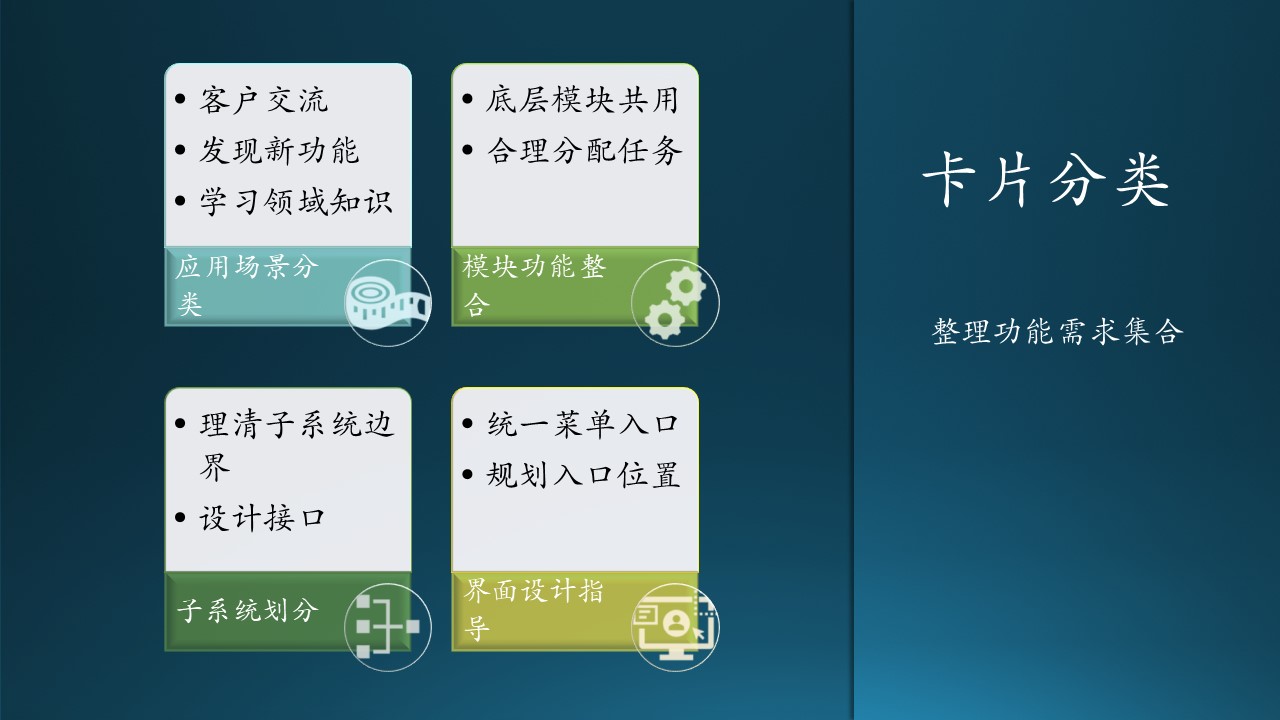 • 客户交流
• 发现新功能
• 学习领域知识
应用场景分
类
• 底层模块共用
• 合理分配任务
模块功能整
合
• 理清子系统边
界
• 设计接口
子系统划分
• 统一菜单入口
• 规划入口位置
界面设计指
导
卡片分类
整理功能需求集合